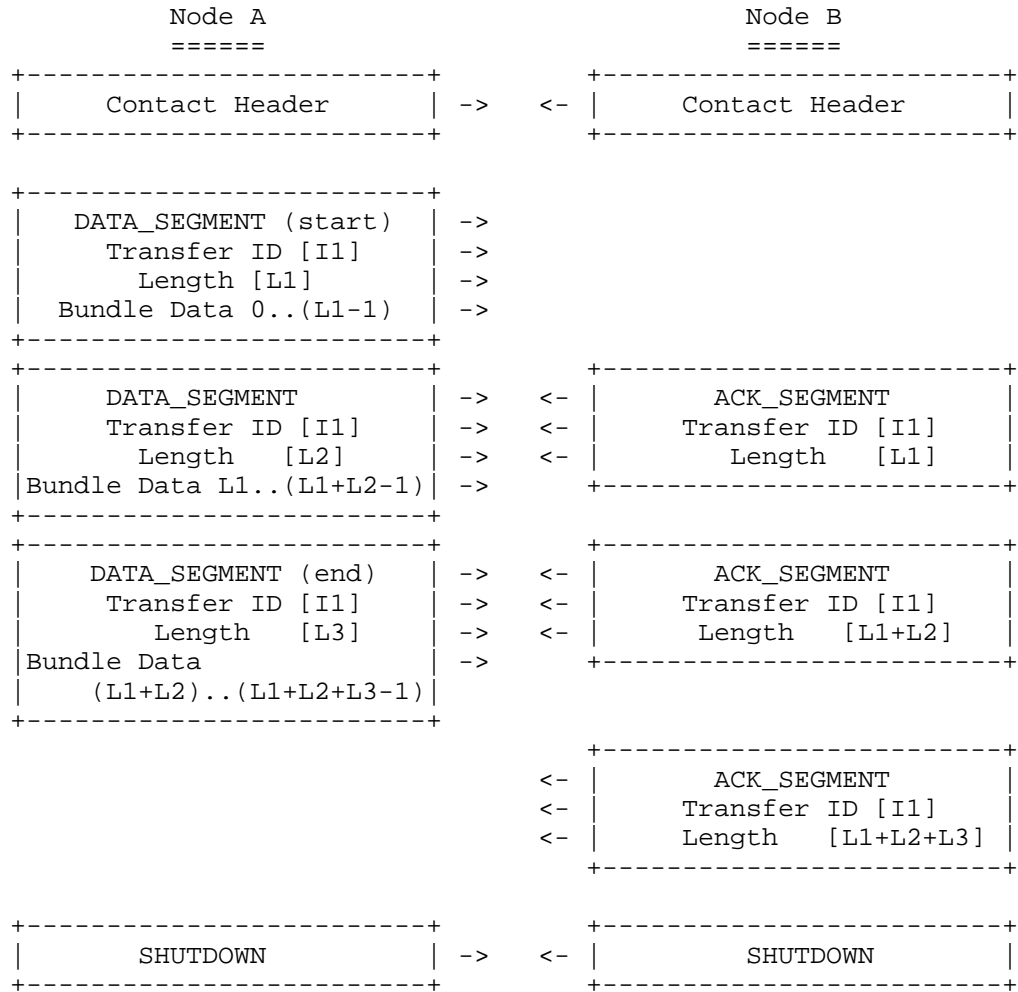 Node A                              Node B
======                              ======
+-------------------------+         +-------------------------+
|     Contact Header      | ->   <- |     Contact Header      |
+-------------------------+         +-------------------------+

+-------------------------+
|   DATA_SEGMENT (start)  | ->
|     Transfer ID [I1]    | ->
|       Length [L1]       | ->
|  Bundle Data 0..(L1-1)  | ->
+-------------------------+
+-------------------------+         +-------------------------+
|     DATA_SEGMENT        | ->   <- |       ACK_SEGMENT       |
|     Transfer ID [I1]    | ->   <- |     Transfer ID [I1]    |
|       Length   [L2]     | ->   <- |        Length   [L1]    |
|Bundle Data L1..(L1+L2-1)| ->      +-------------------------+
+-------------------------+
+-------------------------+         +-------------------------+
|    DATA_SEGMENT (end)   | ->   <- |       ACK_SEGMENT       |
|     Transfer ID [I1]    | ->   <- |     Transfer ID [I1]    |
|        Length   [L3]    | ->   <- |      Length   [L1+L2]   |
|Bundle Data              | ->      +-------------------------+
|    (L1+L2)..(L1+L2+L3-1)|
+-------------------------+
                                    +-------------------------+
                                 <- |       ACK_SEGMENT       |
                                 <- |     Transfer ID [I1]    |
                                 <- |     Length   [L1+L2+L3] |
                                    +-------------------------+

+-------------------------+         +-------------------------+
|       SHUTDOWN          | ->   <- |         SHUTDOWN        |
+-------------------------+         +-------------------------+